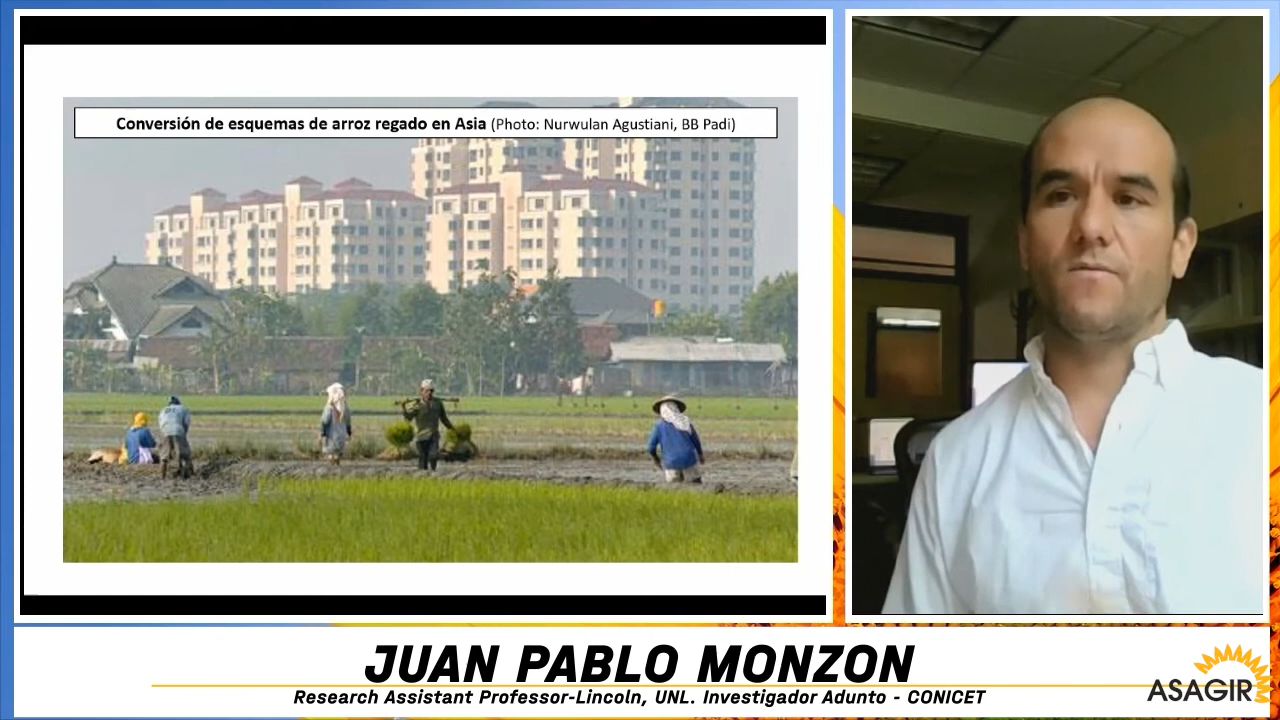 Conversión de esquemas de arroz regado en Asia (Photo: Nurwulan Agustiani, BB Padi)
JUAN PABLO MONZON
Research Assistant Professor-Lincoln, UNL. Investigador Adunto - CONICET
ASAGIR